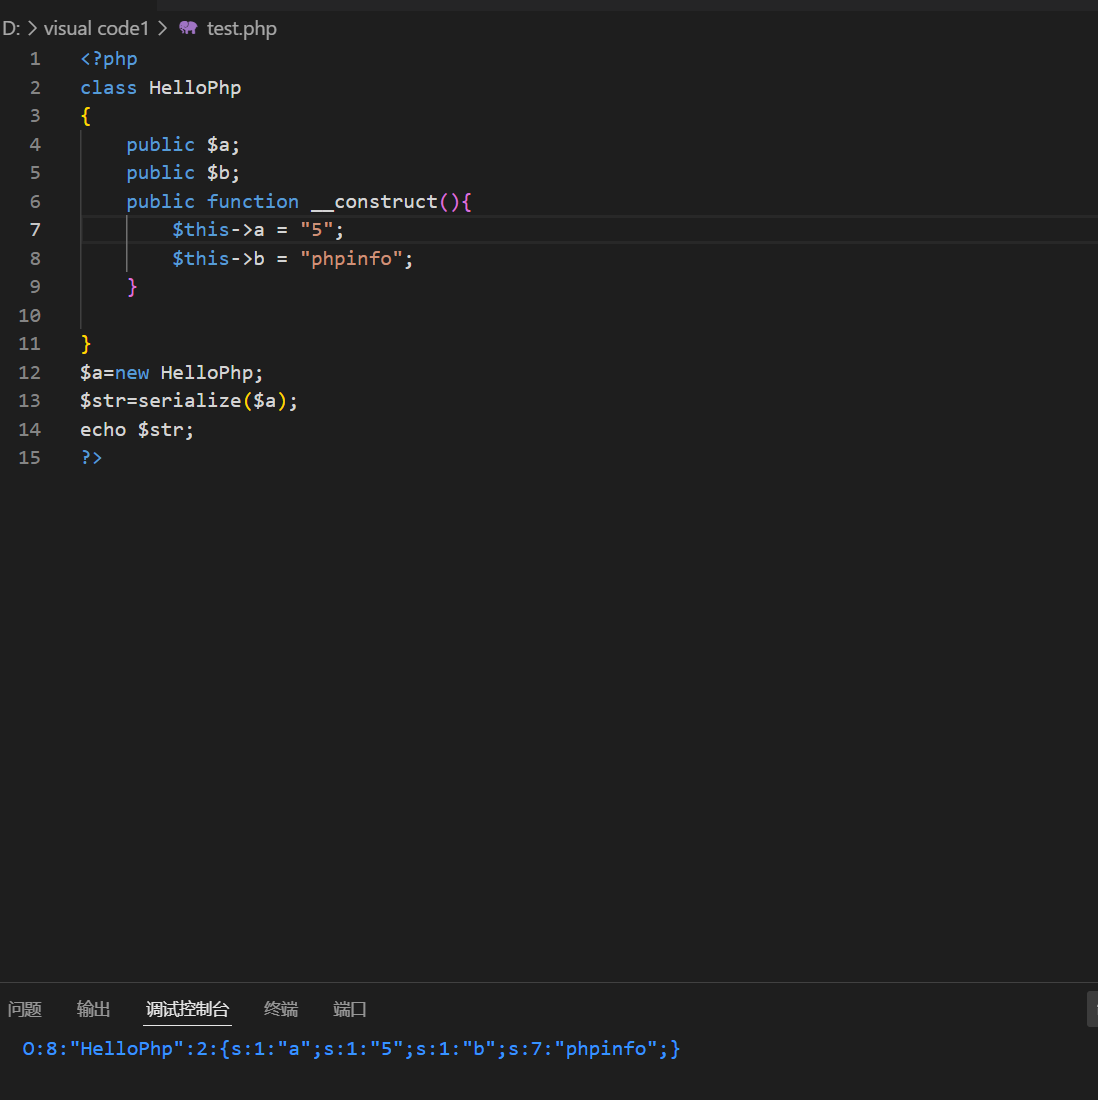 D: > visual code1 > test.php
1 <?php
2 class HelloPhp
3 {
4     public $a;
5     public $b;
6     public function __construct(){
7         $this->a = "5";
8         $this->b = "phpinfo";
9     }
10
11 }
12 $a=new HelloPhp;
13 $str=serialize($a);
14 echo $str;
15 ?>
问题 输出 调试控制台 终端 端口
O:8:"HelloPhp":2:{s:1:"a";s:1:"5";s:1:"b";s:7:"phpinfo";}